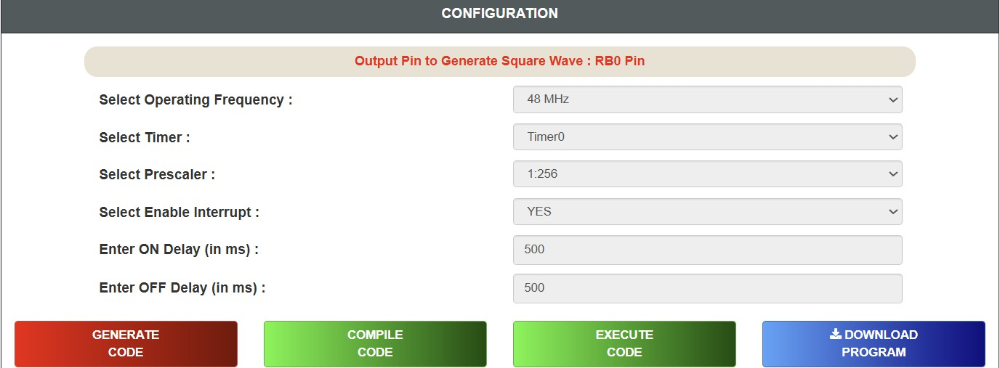 CONFIGURATION
Output Pin to Generate Square Wave : RB0 Pin
Select Operating Frequency :
48 MHz
Select Timer :
Timer0
Select Prescaler :
1:256
Select Enable Interrupt :
YES
Enter ON Delay (in ms) :
500
Enter OFF Delay (in ms) :
500
GENERATE
CODE
COMPILE
CODE
EXECUTE
CODE
DOWNLOAD
PROGRAM